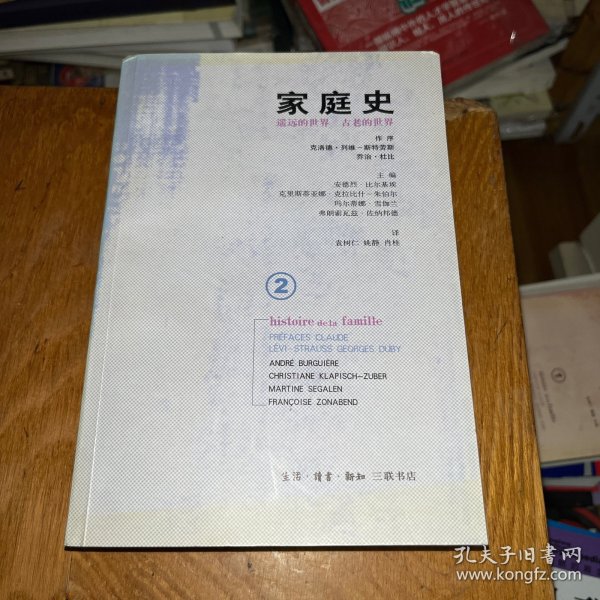 家庭史
遥远的世界 古老的世界
作序
克洛德·列维-斯特劳斯
乔治·杜比
主编
安德烈 比尔基埃
克里斯蒂亚娜·克拉比什-朱伯尔
玛尔蒂娜·雪伽兰
弗朗索瓦兹·佐纳邦德
译
袁树仁 姚静 肖桂
2
histoire de la famille
PRÉFACES CLAUDE
LÉVI-STRAUSS GEORGES DUBY
ANDRÉ BURGUIÈRE
CHRISTIANE KLAPISCH-ZUBER
MARTINE SEGALEN
FRANÇOISE ZONABEND
生活·讀書·新知 三联书店
孔夫子旧书网
www.kongfz.com